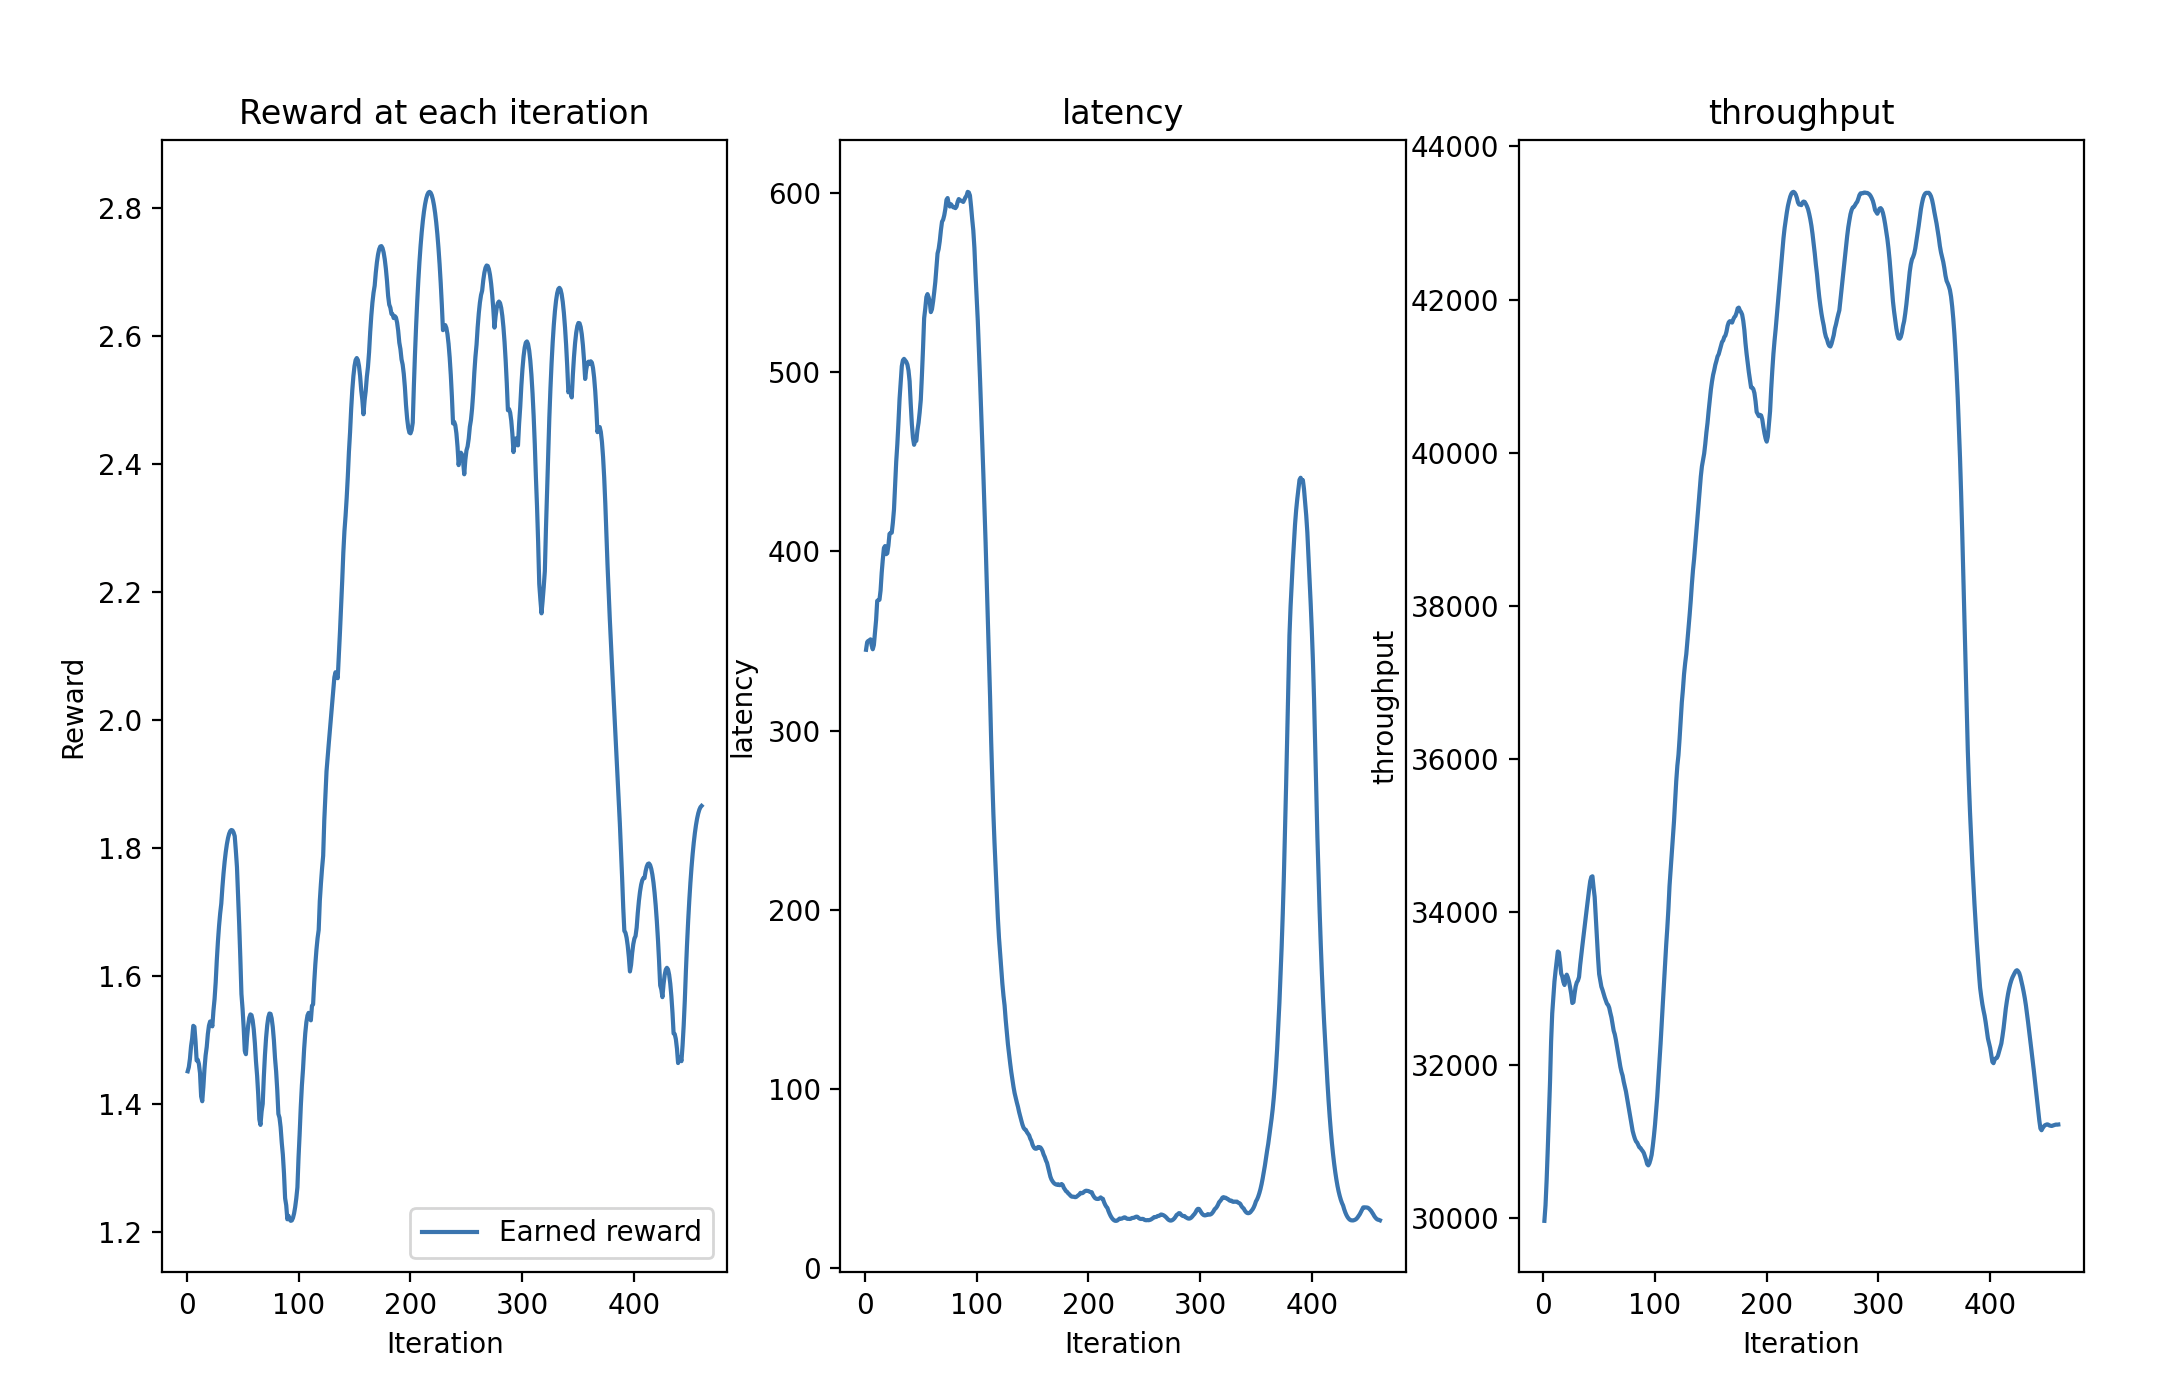 Reward at each iteration
Reward
2.8
2.6
2.4
2.2
2.0
1.8
1.6
1.4
1.2
0 100 200 300 400
Iteration
Earned reward
latency
latency
600
500
400
300
200
100
0
0 100 200 300 400
Iteration
throughput
throughput
44000
42000
40000
38000
36000
34000
32000
30000
0 100 200 300 400
Iteration